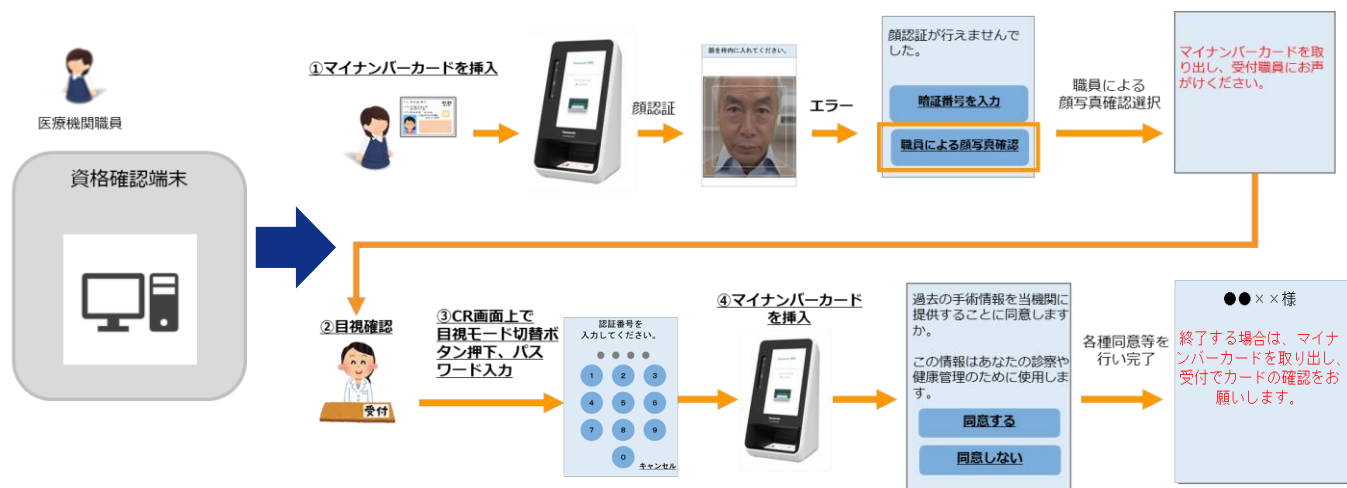 医療機関職員
資格確認端末
①マイナンバーカードを挿入
顔認証
顔を枠内に入れてください。
エラー
顔認証が行えませんで
した。
暗証番号を入力
職員による顔写真確認
職員による
顔写真確認選択
マイナンバーカードを取
り出し、受付職員にお声
がけください。
②目視確認
受付
③CR画面上で
目視モード切替ボ
タン押下、パス
ワード入力
認証番号を
入力してください。
1 2 3
4 5 6
7 8 9
0
キャンセル
④マイナンバーカード
を挿入
過去の手術情報を当機関に
提供することに同意します
か。
この情報はあなたの診察や
健康管理のために使用しま
す。
同意する
同意しない
各種同意等を
行い完了
●●××様
終了する場合は、マイナ
ンバーカードを取り出し、
受付でカードの確認をお
願いします。